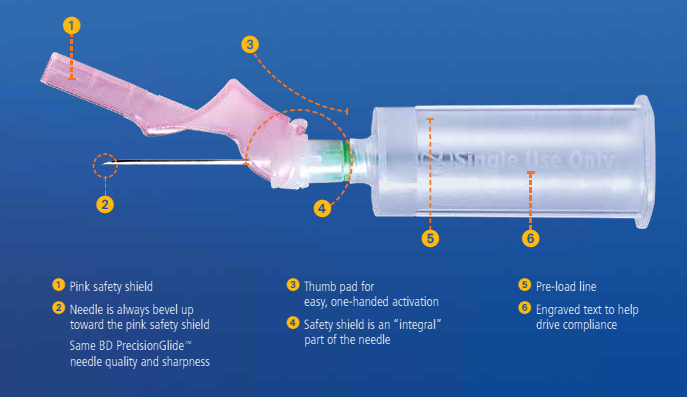 1
3
② Single Use Only
2
4
5
6
1 Pink safety shield
2 Needle is always bevel up
toward the pink safety shield
Same BD PrecisionGlide™
needle quality and sharpness
3 Thumb pad for
easy, one-handed activation
4 Safety shield is an “integral”
part of the needle
5 Pre-load line
6 Engraved text to help
drive compliance